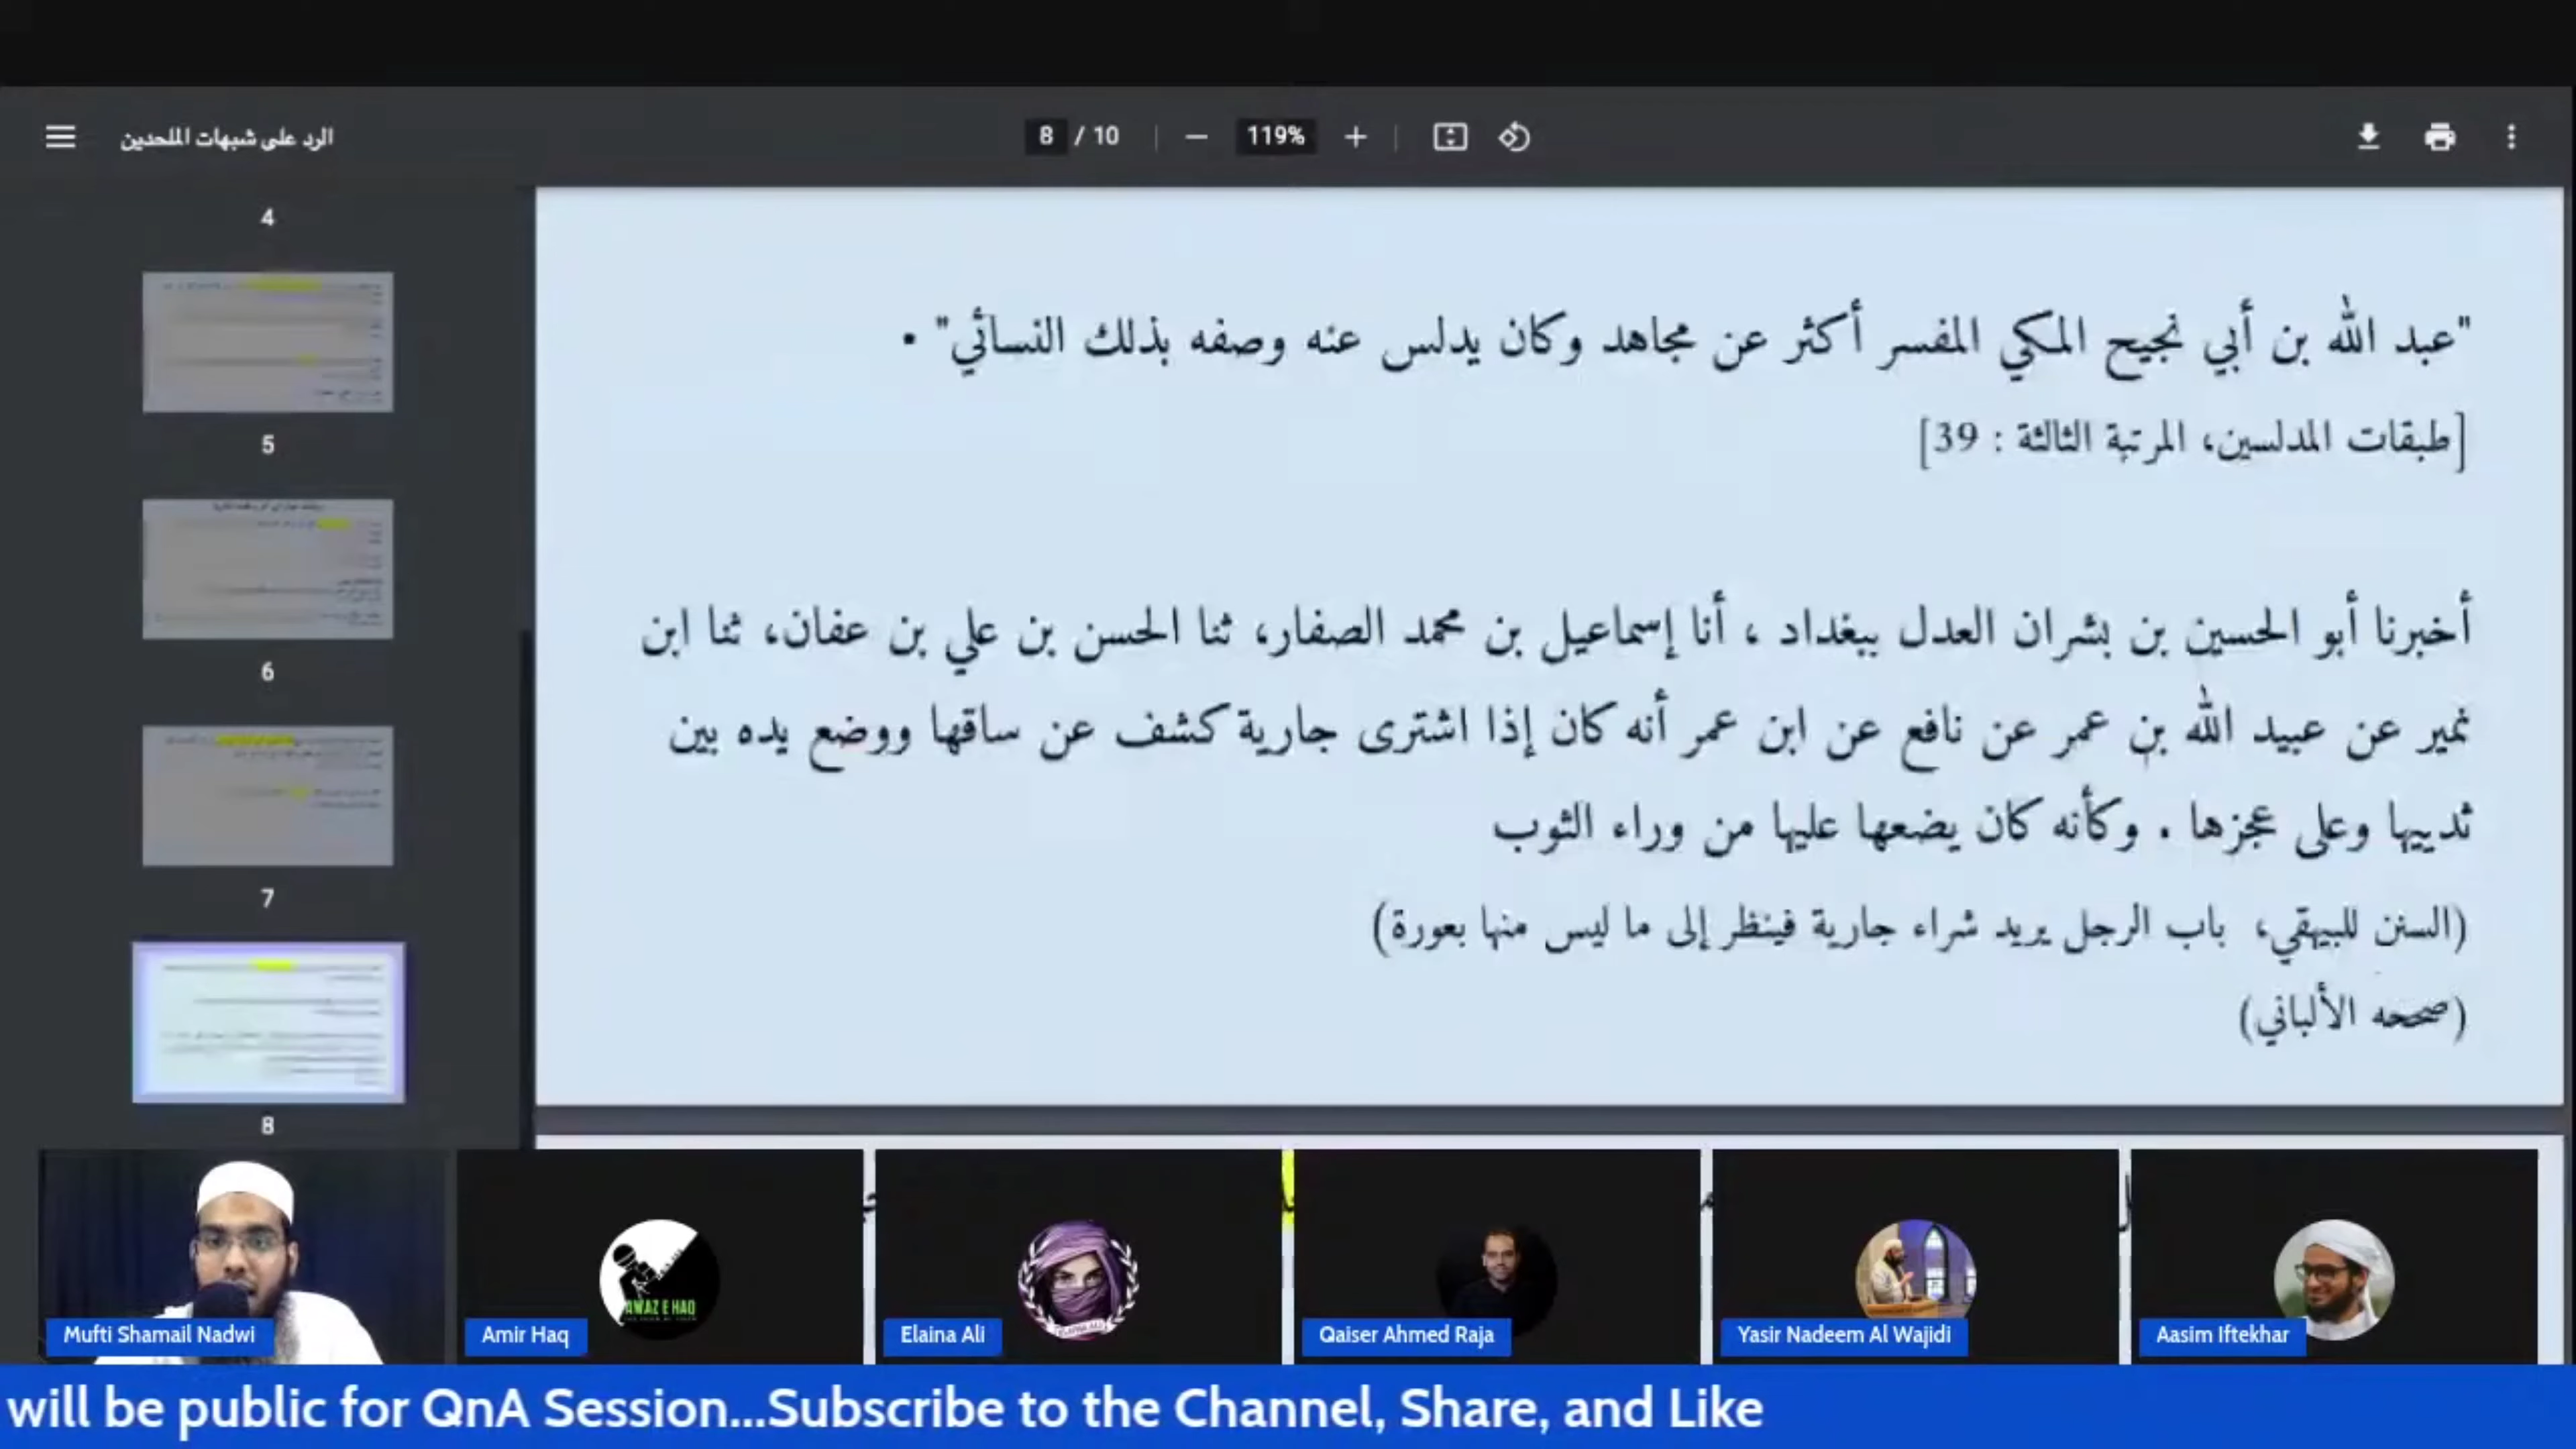 الرد على شبهات الملحدين
8 / 10
119%
4
5
6
7
8
"عبد الله بن أبي نجيح المكي المفسر أكثر عن مجاهد وكان يدلس عنه وصفه بذلك النسائي" .
[طبقات المدلسين، المرتبة الثالثة : 39]
أخبرنا أبو الحسين بن بشران العدل ببغداد ، أنا إسماعيل بن محمد الصفار، ثنا الحسن بن علي بن عفان، ثنا ابن
نمير عن عبيد الله بن عمر عن نافع عن ابن عمر أنه كان إذا اشترى جارية كشف عن ساقها ووضع يده بين
ثدييها وعلى عجزها . وكأنه كان يضعها عليها من وراء الثوب
(السنن للبيهقي، باب الرجل يريد شراء جارية فينظر إلى ما ليس منها بعورة)
(صححه الألباني)
AWAZ E HAQ
Mufti Shamail Nadwi
Amir Haq
Elaina Ali
Qaiser Ahmed Raja
Yasir Nadeem Al Wajidi
Aasim Iftekhar
will be public for QnA Session...Subscribe to the Channel, Share, and Like